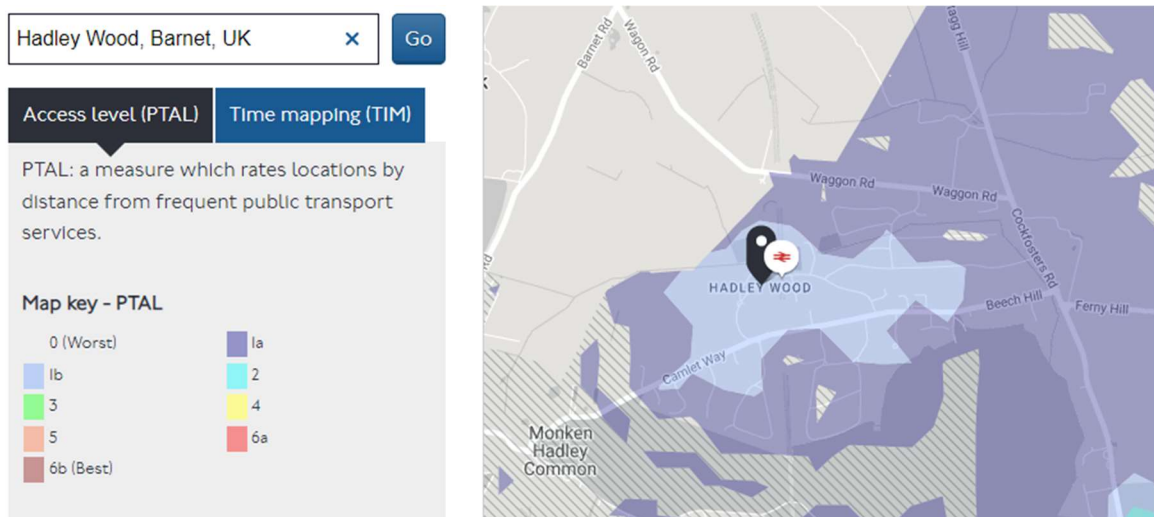 Hadley Wood, Barnet, UK
×
Go
Access level (PTAL)
Time mapping (TIM)
PTAL: a measure which rates locations by
distance from frequent public transport
services.
Map key - PTAL
0 (Worst)
1a
1b
2
3
4
5
6a
6b (Best)
Barnet Rd
Wagon Rd
Waggon Rd
Waggon Rd
Cockfosters Rd
HADLEY WOOD
Beech Hill
Ferny Hill
Camlet Way
Monken
Hadley
Common
Rd